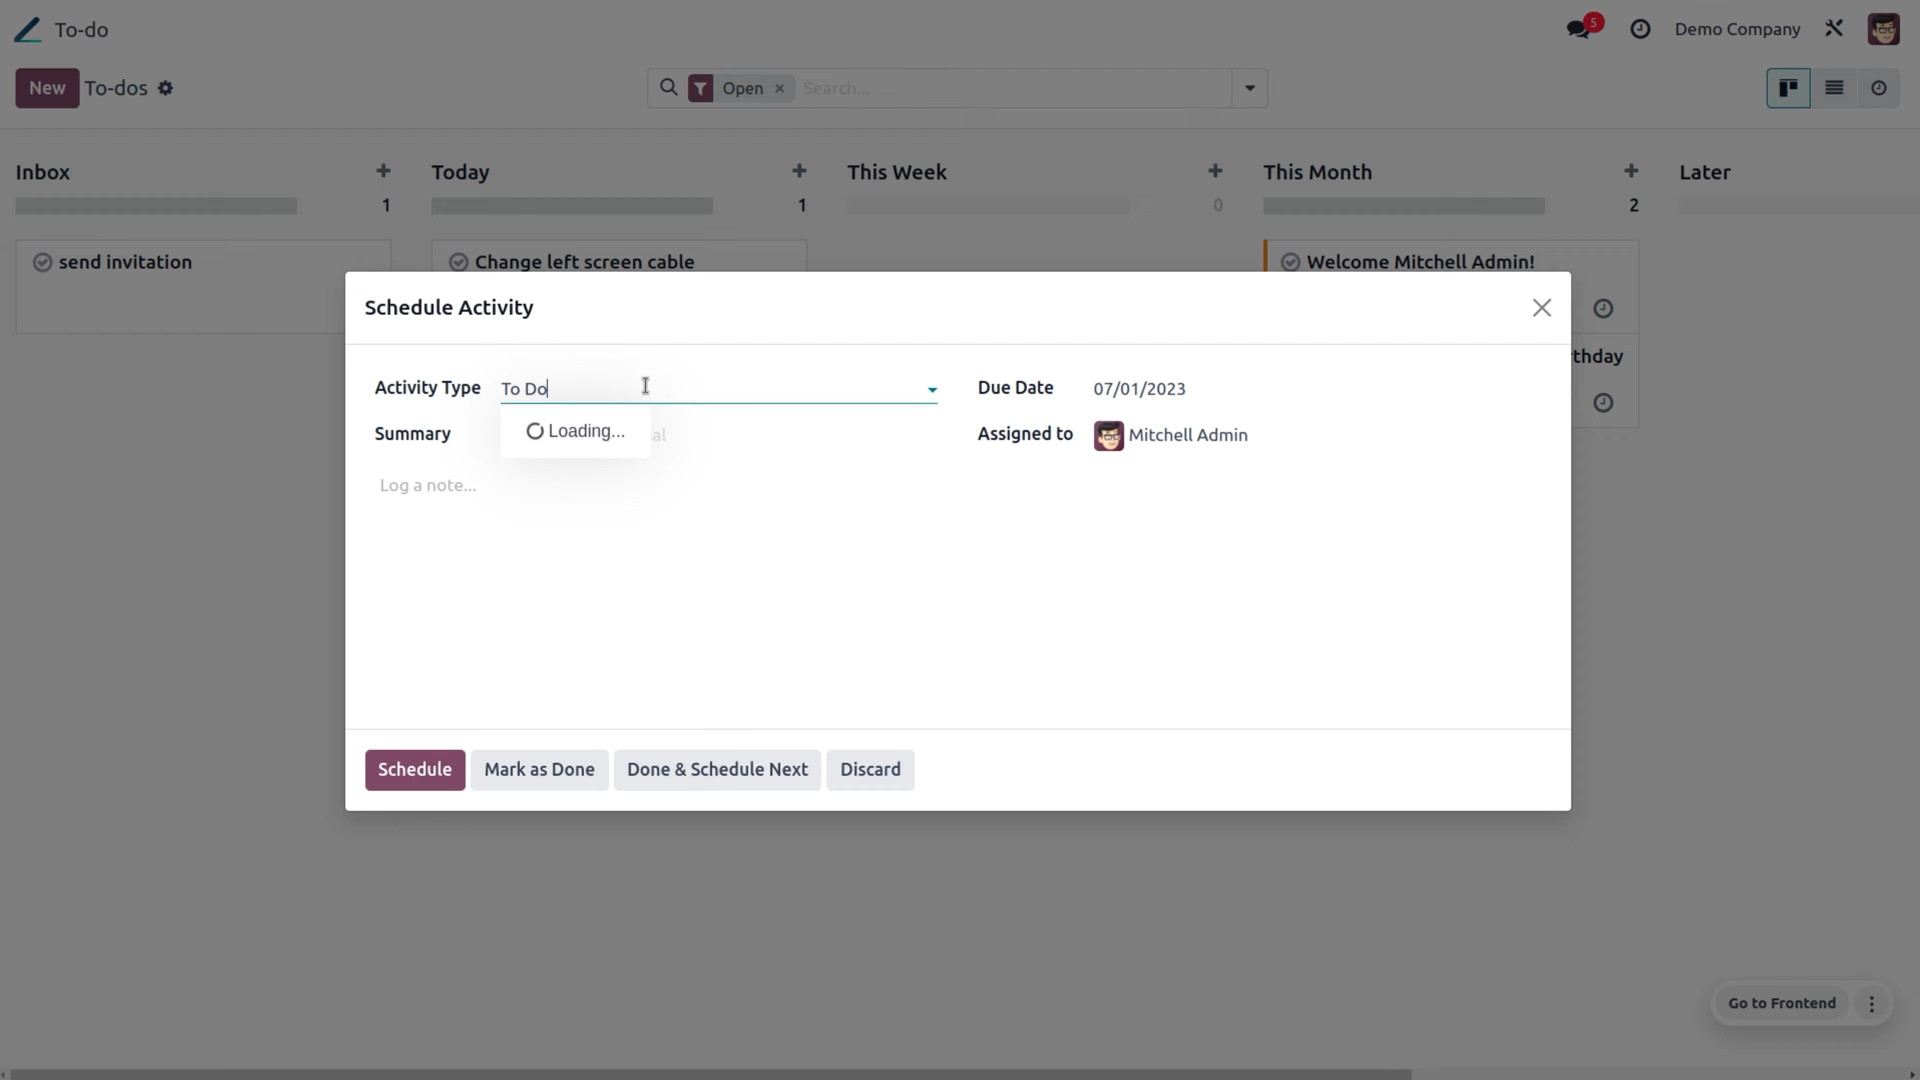 To-do
5
Demo Company
New
To-dos
Open ×
Search...
Inbox
1
Today
1
This Week
0
This Month
2
Later
send invitation
Change left screen cable
Welcome Mitchell Admin!
thday
Schedule Activity
Activity Type
To Do
Due Date
07/01/2023
Loading...
Summary
al
Assigned to
Mitchell Admin
Log a note...
Schedule
Mark as Done
Done & Schedule Next
Discard
Go to Frontend